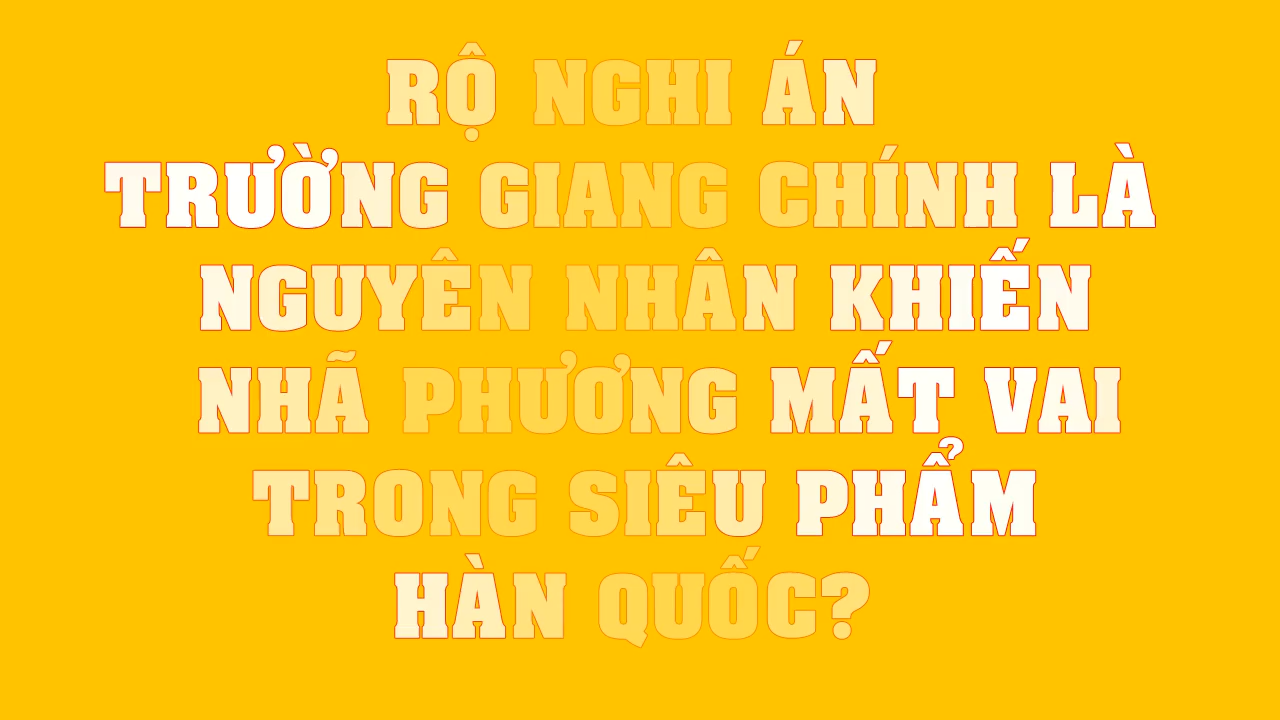 RỘ NGHI ÁN
TRƯỜNG GIANG CHÍNH LÀ
NGUYÊN NHÂN KHIẾN
NHÃ PHƯƠNG MẤT VAI
TRONG SIÊU PHẨM
HÀN QUỐC?